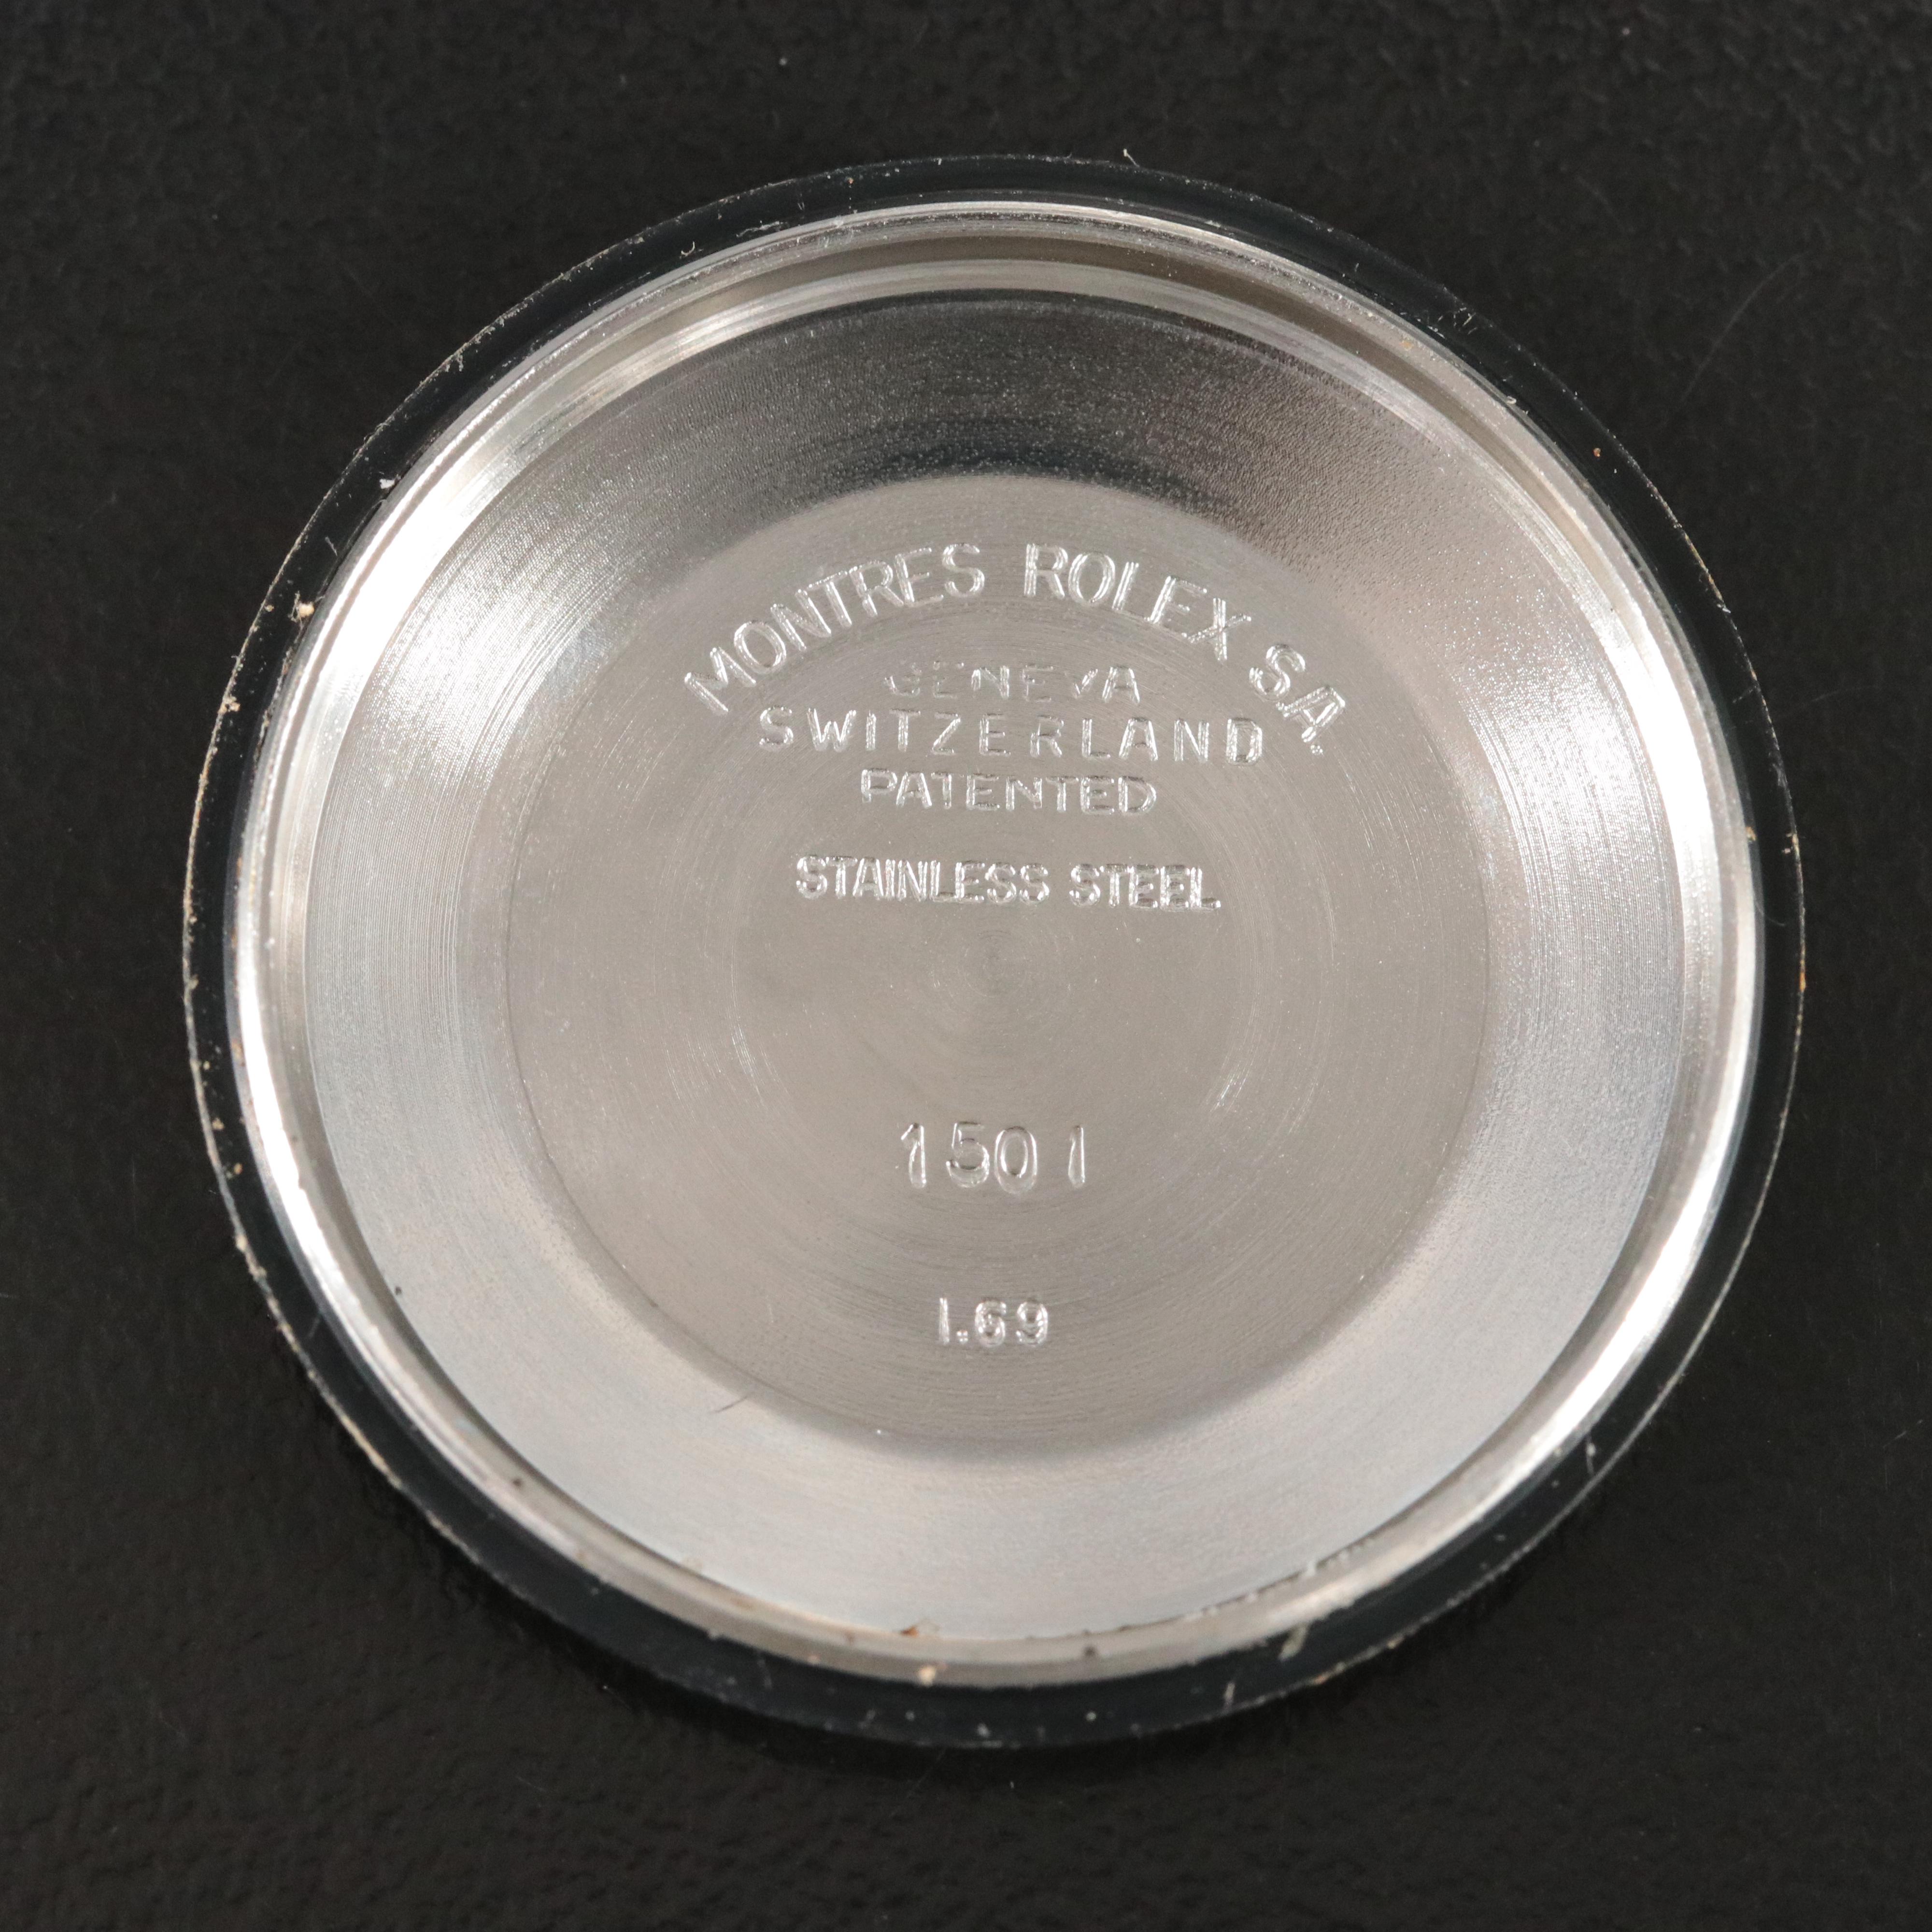 MONTRES ROLEX S.A.
GENEVA
SWITZERLAND
PATENTED
STAINLESS STEEL
1501
I.69